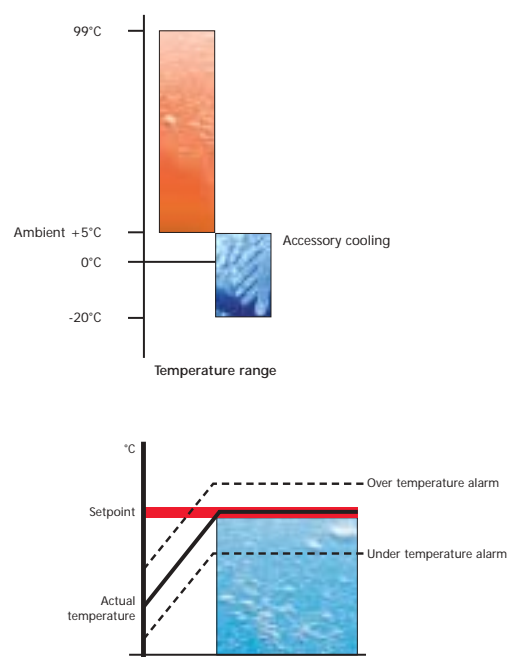 99°C
Ambient +5°C
Accessory cooling
0°C
-20°C
Temperature range
°C
Over temperature alarm
Setpoint
Under temperature alarm
Actual
temperature